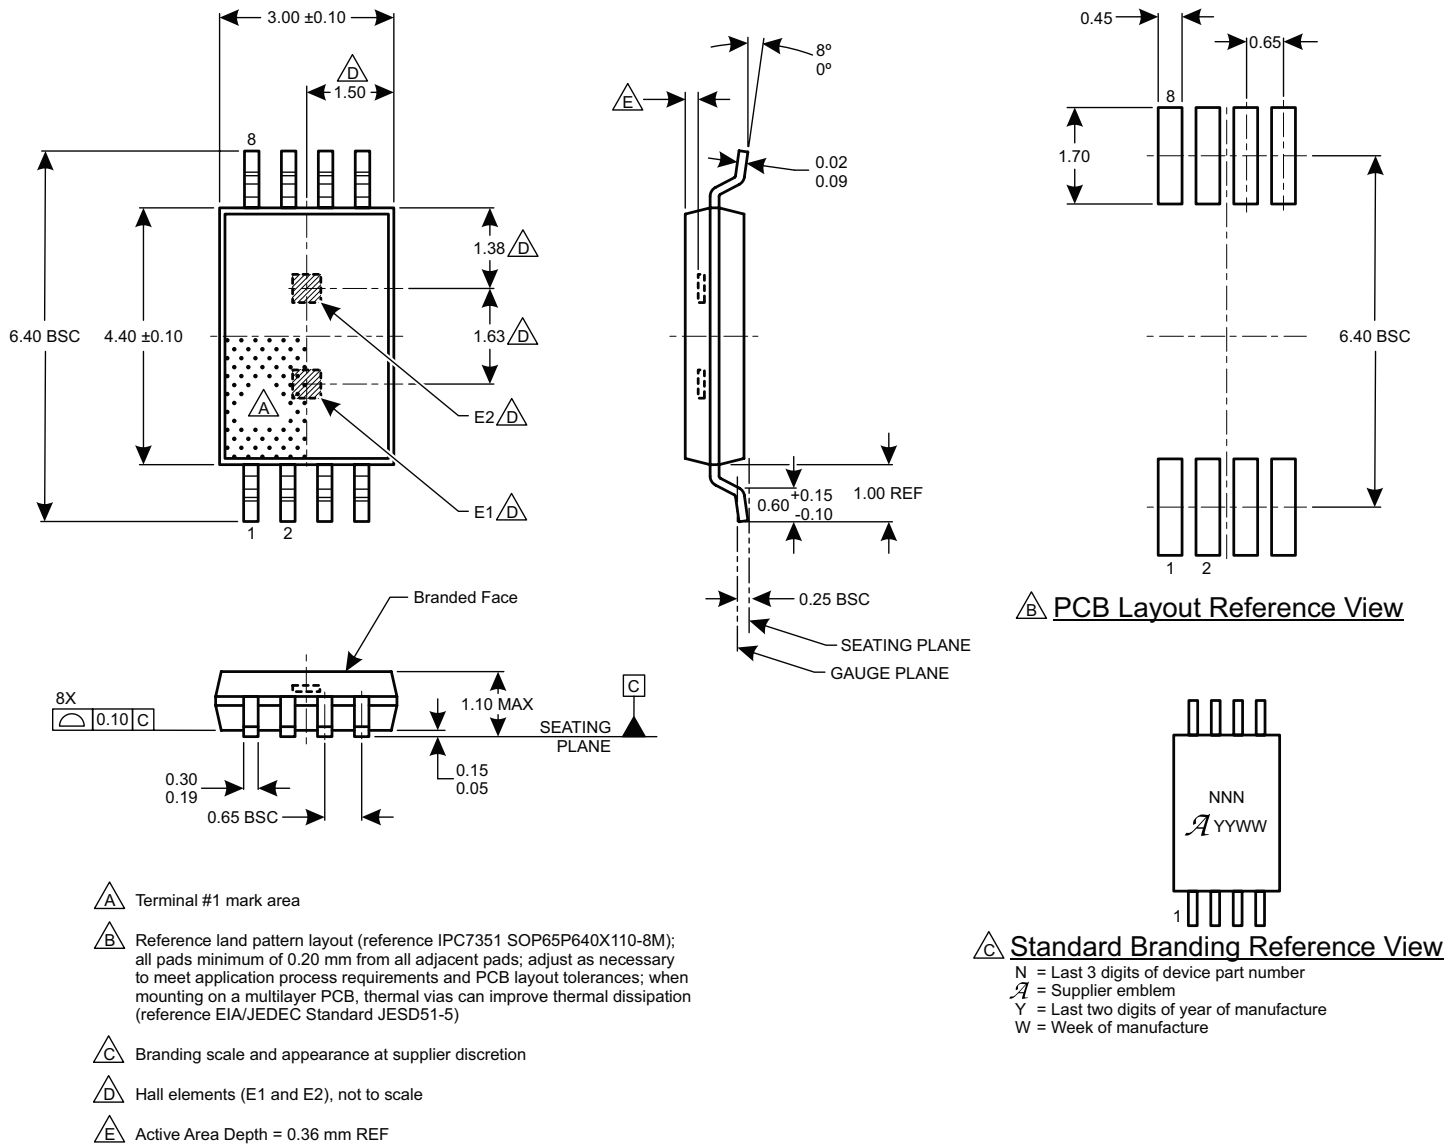 3.00 ±0.10
D
1.50
8
6.40 BSC
4.40 ±0.10
1.38 D
1.63 D
A
E2 D
E1 D
1
2
E
8º
0º
0.02
0.09
0.60 +0.15
-0.10
1.00 REF
0.25 BSC
SEATING PLANE
GAUGE PLANE
0.45
0.65
8
1.70
6.40 BSC
1
2
B PCB Layout Reference View
Branded Face
8X
0.10 C
1.10 MAX
C
SEATING
PLANE
0.15
0.05
0.30
0.19
0.65 BSC
NNN
A YYWW
1
C Standard Branding Reference View
N = Last 3 digits of device part number
A = Supplier emblem
Y = Last two digits of year of manufacture
W = Week of manufacture
A Terminal #1 mark area
B Reference land pattern layout (reference IPC7351 SOP65P640X110-8M);
all pads minimum of 0.20 mm from all adjacent pads; adjust as necessary
to meet application process requirements and PCB layout tolerances; when
mounting on a multilayer PCB, thermal vias can improve thermal dissipation
(reference EIA/JEDEC Standard JESD51-5)
C Branding scale and appearance at supplier discretion
D Hall elements (E1 and E2), not to scale
E Active Area Depth = 0.36 mm REF